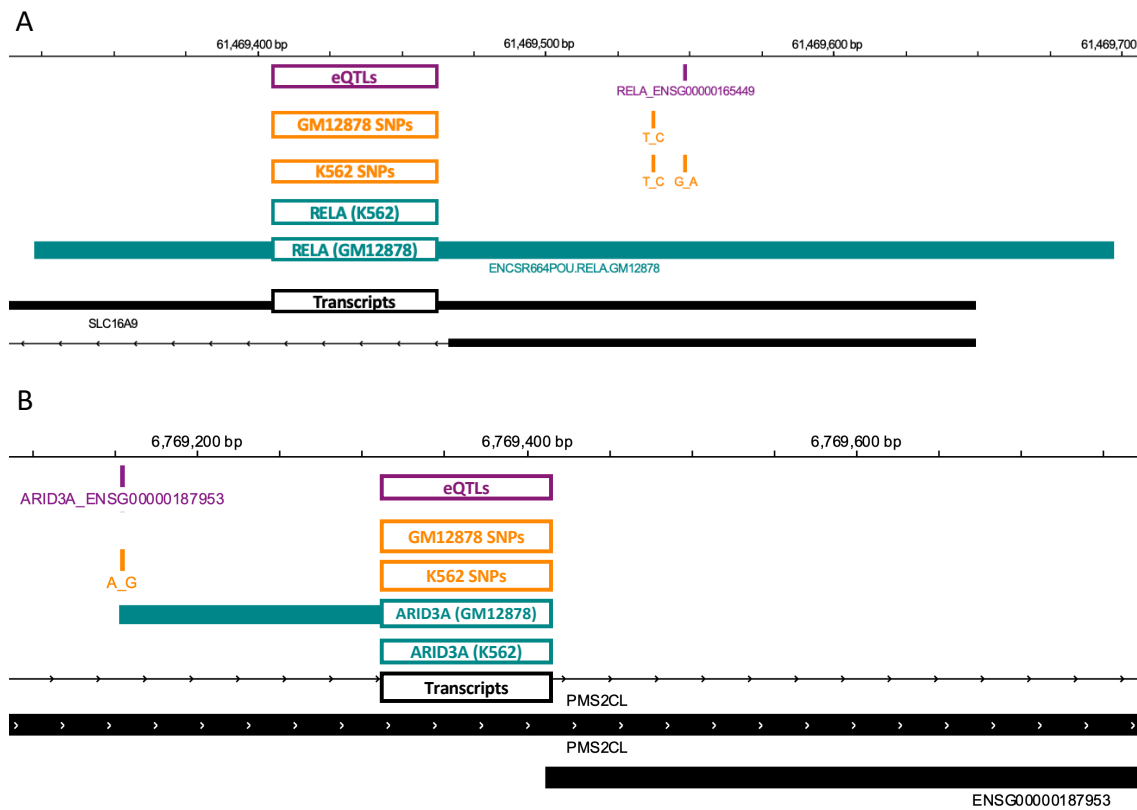 A
61,469,400 bp 61,469,500 bp 61,469,600 bp 61,469,700
eQTLs
RELA_ENSG00000165449
GM12878 SNPs
T_C
K562 SNPs
T_C G_A
RELA (K562)
RELA (GM12878)
ENCSR664POU.RELA.GM12878
Transcripts
SLC16A9
B
6,769,200 bp 6,769,400 bp 6,769,600 bp
eQTLs
ARID3A_ENSG00000187953
GM12878 SNPs
K562 SNPs
A_G
ARID3A (GM12878)
ARID3A (K562)
Transcripts
PMS2CL
PMS2CL
ENSG00000187953